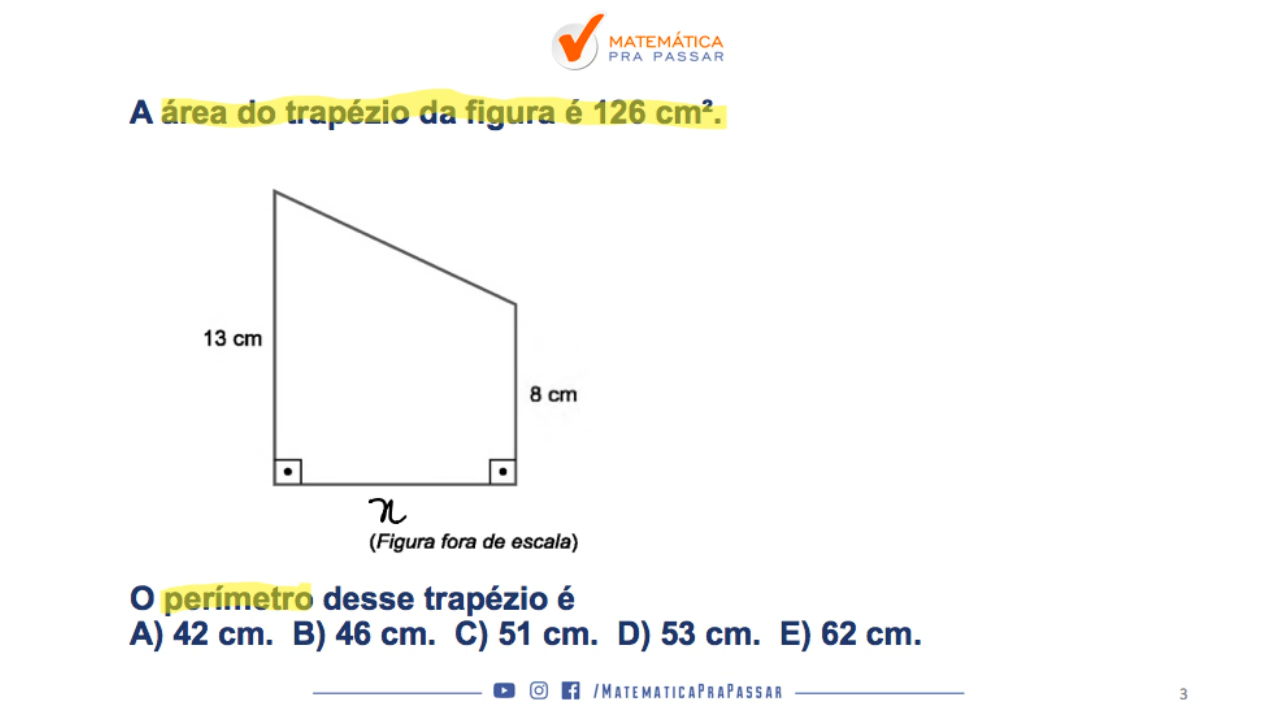 MATEMÁTICA
PRA PASSAR
A área do trapézio da figura é 126 cm².
13 cm
8 cm
x
(Figura fora de escala)
O perímetro desse trapézio é
A) 42 cm. B) 46 cm. C) 51 cm. D) 53 cm. E) 62 cm.
/MATEMATICAPRAPASSAR
3